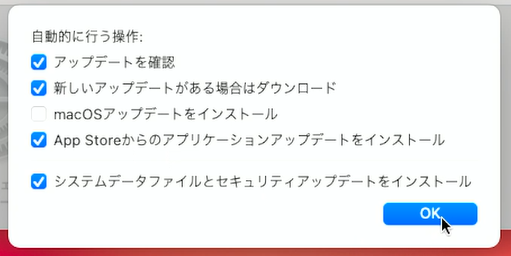 自動的に行う操作:
アップデートを確認
新しいアップデートがある場合はダウンロード
macOSアップデートをインストール
App Storeからのアプリケーションアップデートをインストール
システムデータファイルとセキュリティアップデートをインストール
OK